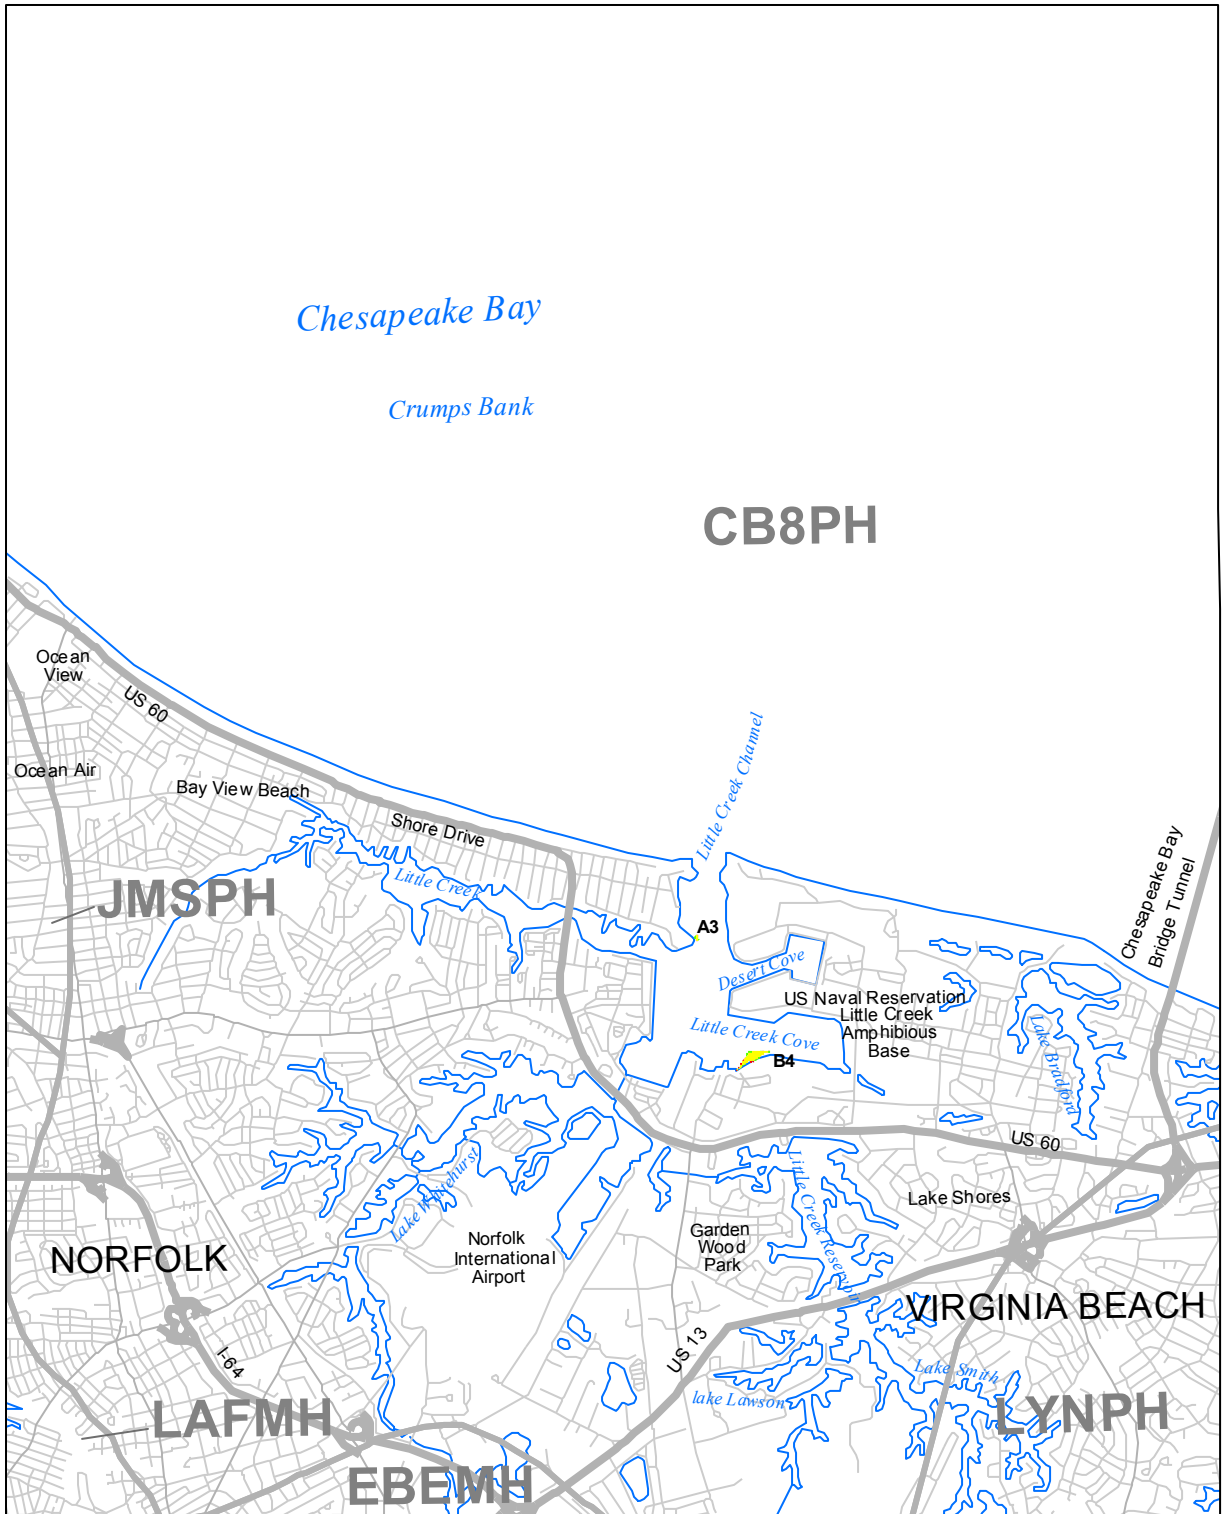 Chesapeake Bay
Crumps Bank
CB8PH
Ocean
View
US 60
Ocean Air
Bay View Beach
Shore Drive
Little Creek Channel
Chesapeake Bay
Bridge Tunnel
Little Creek
JMSPH
A3
Desert Cove
US Naval Reservation
Little Creek
Amphibious
Base
Little Creek Cove
B4
Lake Bradford
US 60
Lake Whitehurst
Little Creek Reservoir
Lake Shores
Norfolk
International
Airport
Garden
Wood
Park
NORFOLK
VIRGINIA BEACH
I-64
US 13
Lake Smith
lake Lawson
LAFMH
LYNPH
EBEMH